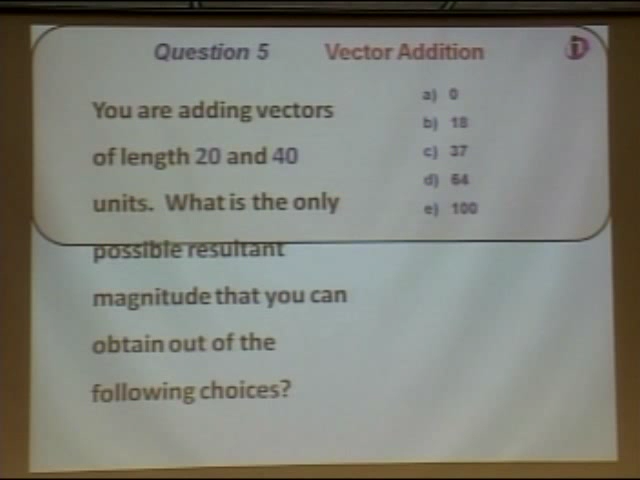 Question 5 Vector Addition
You are adding vectors
of length 20 and 40
units. What is the only
possible resultant
magnitude that you can
obtain out of the
following choices?
a) 0
b) 18
c) 37
d) 64
e) 100